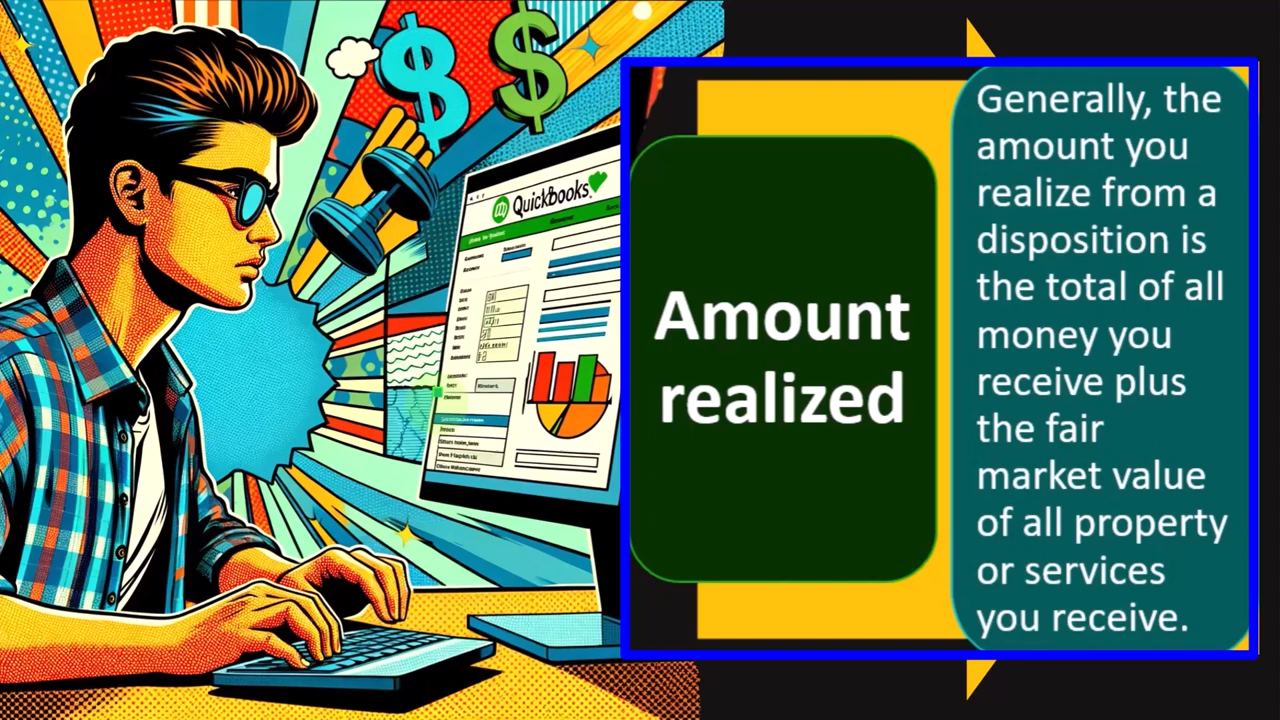 $ $
QuickBooks
Amount
realized
Generally, the
amount you
realize from a
disposition is
the total of all
money you
receive plus
the fair
market value
of all property
or services
you receive.